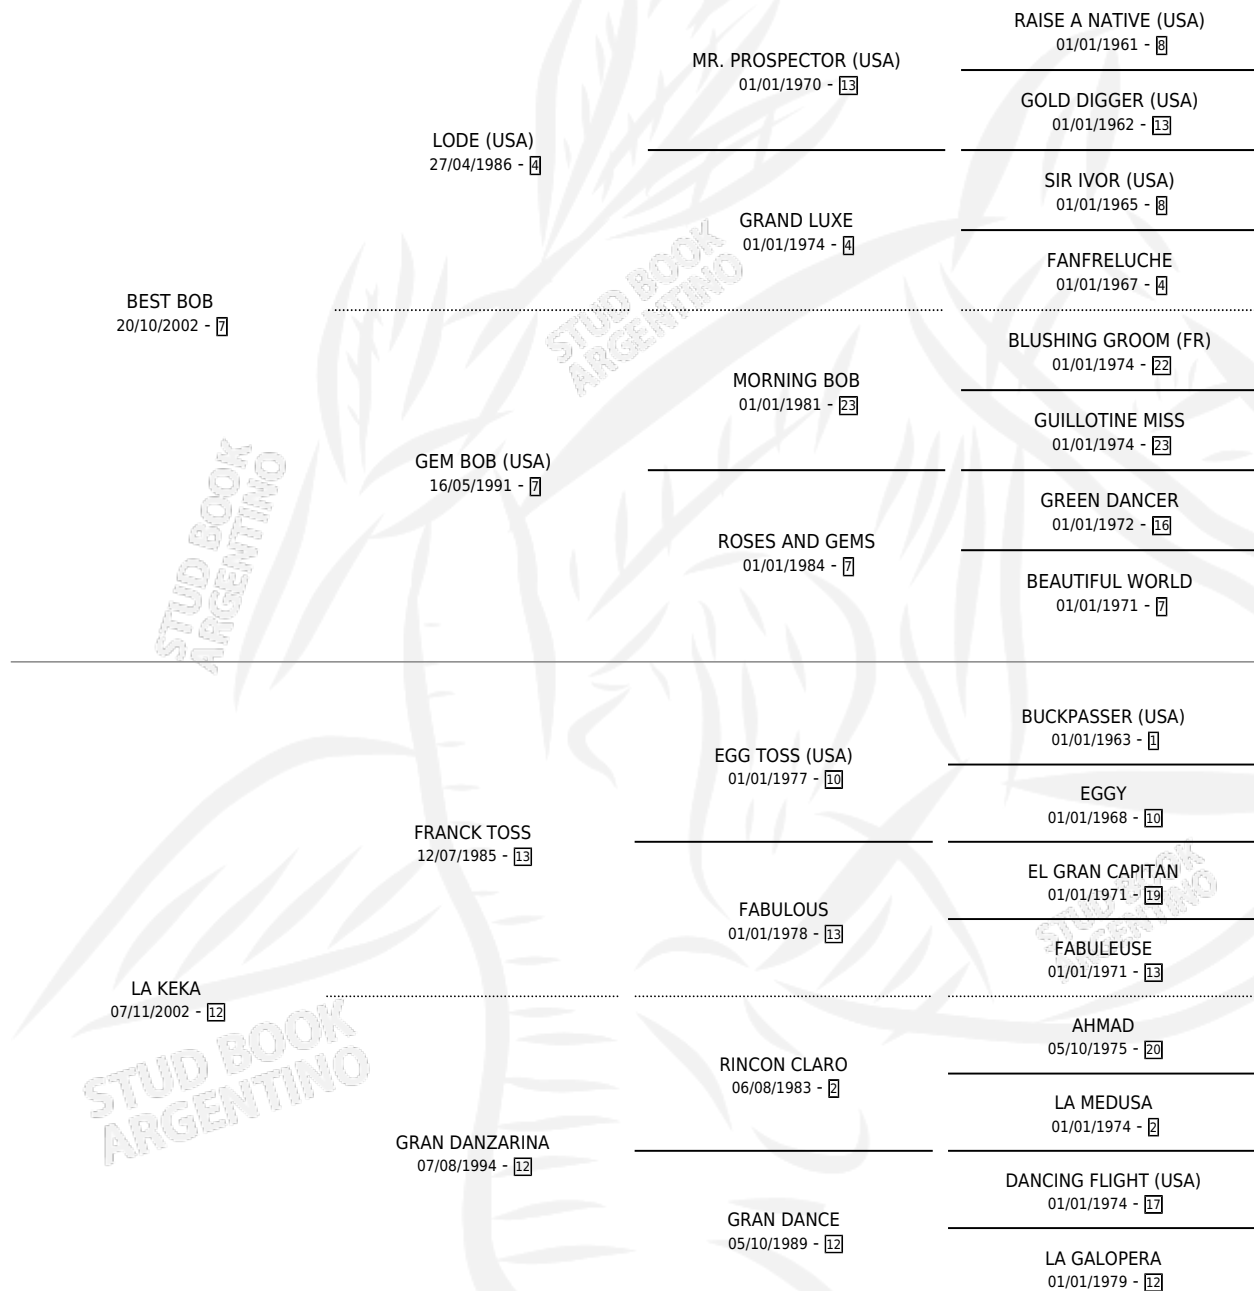 RAISE A NATIVE (USA)
01/01/1961 - 8
MR. PROSPECTOR (USA)
01/01/1970 - 13
GOLD DIGGER (USA)
01/01/1962 - 13
LODE (USA)
27/04/1986 - 4
SIR IVOR (USA)
01/01/1965 - 8
GRAND LUXE
01/01/1974 - 4
FANFRELUCHE
01/01/1967 - 4
BEST BOB
20/10/2002 - 7
BLUSHING GROOM (FR)
01/01/1974 - 22
MORNING BOB
01/01/1981 - 23
GUILLOTINE MISS
01/01/1974 - 23
GEM BOB (USA)
16/05/1991 - 7
GREEN DANCER
01/01/1972 - 16
ROSES AND GEMS
01/01/1984 - 7
BEAUTIFUL WORLD
01/01/1971 - 7
BUCKPASSER (USA)
01/01/1963 - 1
EGG TOSS (USA)
01/01/1977 - 10
EGGY
01/01/1968 - 10
FRANCK TOSS
12/07/1985 - 13
EL GRAN CAPITAN
01/01/1971 - 19
FABULOUS
01/01/1978 - 13
FABULEUSE
01/01/1971 - 13
LA KEKA
07/11/2002 - 12
AHMAD
05/10/1975 - 20
RINCON CLARO
06/08/1983 - 2
LA MEDUSA
01/01/1974 - 2
GRAN DANZARINA
07/08/1994 - 12
DANCING FLIGHT (USA)
01/01/1974 - 17
GRAN DANCE
05/10/1989 - 12
LA GALOPERA
01/01/1979 - 12
STUD BOOK
ARGENTINO
STUD BOOK
ARGENTINO
STUD BOOK
ARGENTINO
STUD BOOK
ARGENTINO